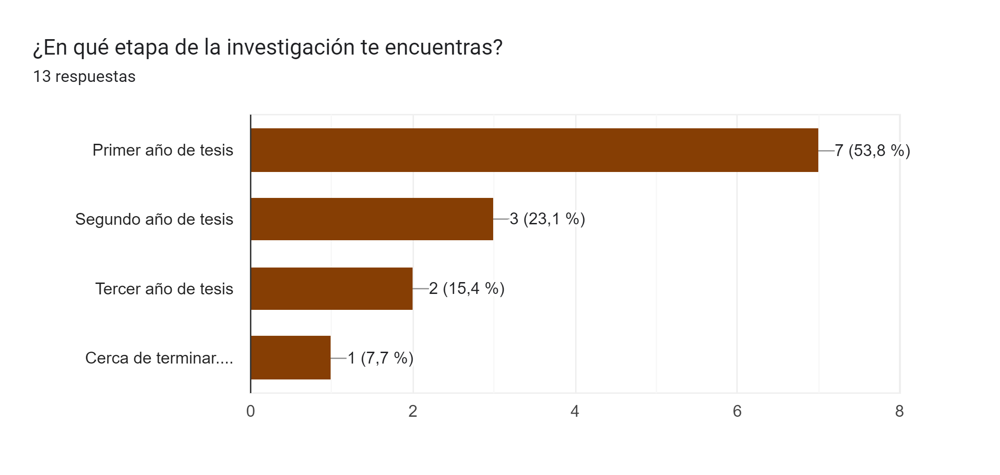 ¿En qué etapa de la investigación te encuentras?
13 respuestas
Primer año de tesis
7 (53,8 %)
Segundo año de tesis
3 (23,1 %)
Tercer año de tesis
2 (15,4 %)
Cerca de terminar....
1 (7,7 %)
0 2 4 6 8